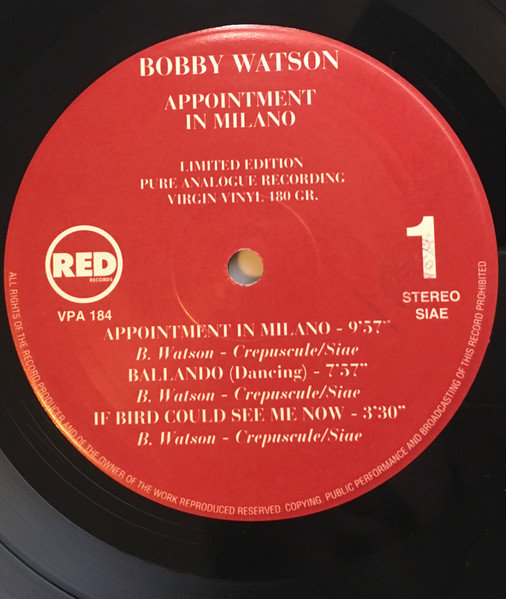 BOBBY WATSON
APPOINTMENT
IN MILANO
LIMITED EDITION
PURE ANALOGUE RECORDING
VIRGIN VINYL 180 GR.
RED
RECORDS
VPA 184
1
STEREO
SIAE
APPOINTMENT IN MILANO - 9'57"
B. Watson - Crepuscule/Siae
BALLANDO (Dancing) - 7'57"
B. Watson - Crepuscule/Siae
IF BIRD COULD SEE ME NOW - 3'30"
B. Watson - Crepuscule/Siae
ALL RIGHTS OF THE RECORD PRODUCER AND OF THE OWNER OF THE WORK REPRODUCED RESERVED. COPYING, PUBLIC PERFORMANCE AND BROADCASTING OF THIS RECORD PROHIBITED